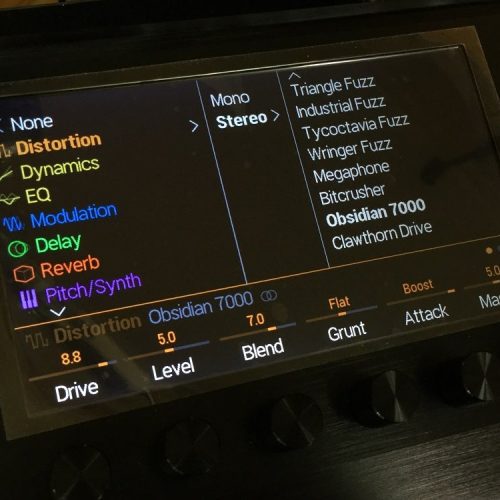 None
Distortion
Dynamics
EQ
Modulation
Delay
Reverb
Pitch/Synth
Mono
Stereo
Triangle Fuzz
Industrial Fuzz
Tycoctavia Fuzz
Wringer Fuzz
Megaphone
Bitcrusher
Obsidian 7000
Clawthorn Drive
Distortion Obsidian 7000
8.8 5.0 7.0 Flat Boost 5.0
Drive Level Blend Grunt Attack